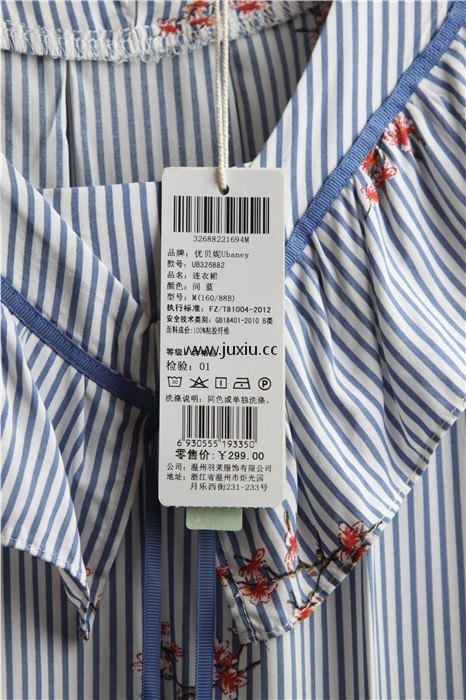 32688221694M
品牌: 优贝妮Ubaney
款号: UB326882
品名: 连衣裙
颜色: 间 蓝
型号: M(160/88B)
执行标准: FZ/T81004-2012
安全技术类别: GB18401-2010 B类
面料成份:100%粘胶纤维
www.juxiu.cc
检验: 01
洗涤说明: 同色或单独洗涤。
6 930555 193350
零售价:￥299.00
公司: 温州羽茉服饰有限公司
地址: 浙江省温州市炬光园
月乐西街231-233号